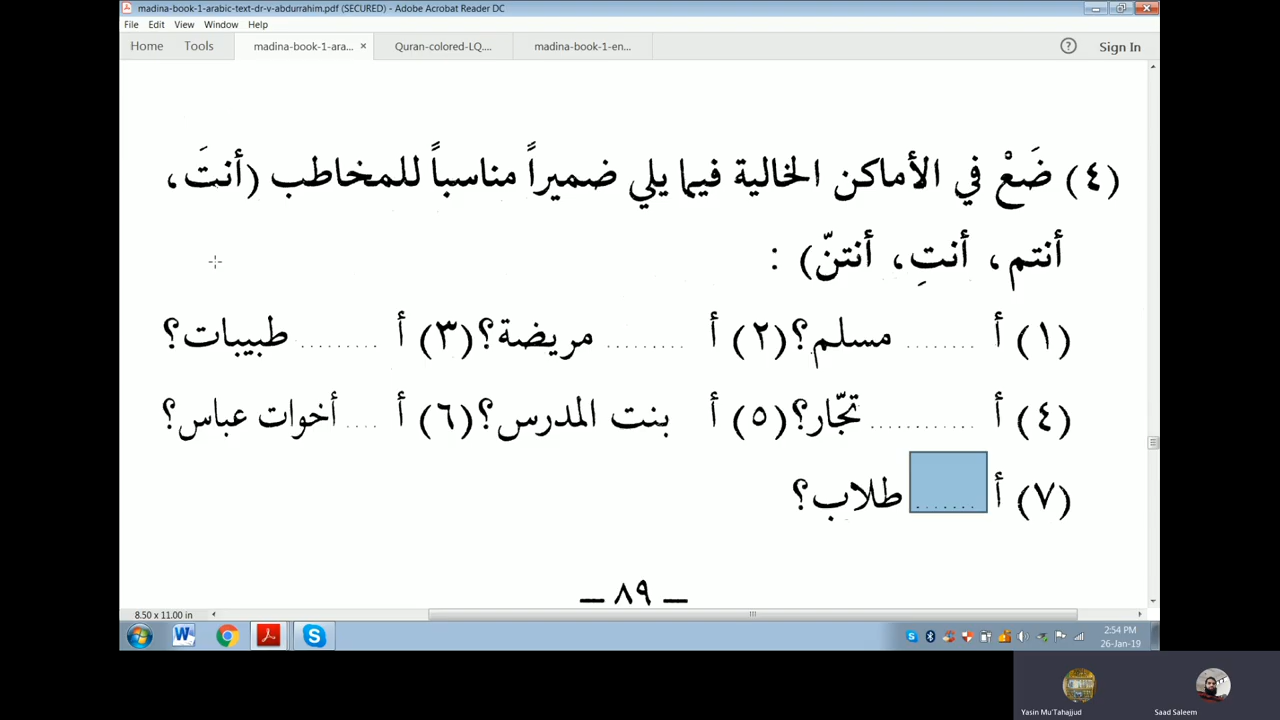 madina-book-1-arabic-text-dr-v-abdurrahim.pdf (SECURED) - Adobe Acrobat Reader DC
File Edit View Window Help
Home Tools madina-book-1-ara... × Quran-colored-LQ.... madina-book-1-en... ? Sign In
(٤) ضَعْ في الأماكن الخالية فيما يلي ضميراً مناسباً للمخاطب (أنتَ،
أنتم، أنتِ، أنتنّ) :
(١) أ ........ مسلم؟ (٢) أ ......... مريضة؟ (٣) أ ......... طبيبات؟
(٤) أ ............ تجّار؟ (٥) أ بنت المدرس؟ (٦) أ .... أخوات عباس؟
(٧) أ ....... طلاب؟
— ٨٩ —
8.50 x 11.00 in
2:54 PM
26-Jan-19
Yasin Mu'Tahajjud Saad Saleem